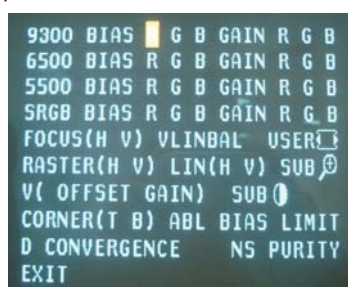 9300 BIAS R G B GAIN R G B
6500 BIAS R G B GAIN R G B
5500 BIAS R G B GAIN R G B
SRGB BIAS R G B GAIN R G B
FOCUS(H V) VLINBAL USER
RASTER(H V) LIN(H V) SUB
V( OFFSET GAIN) SUB
CORNER(T B) ABL BIAS LIMIT
D CONVERGENCE NS PURITY
EXIT